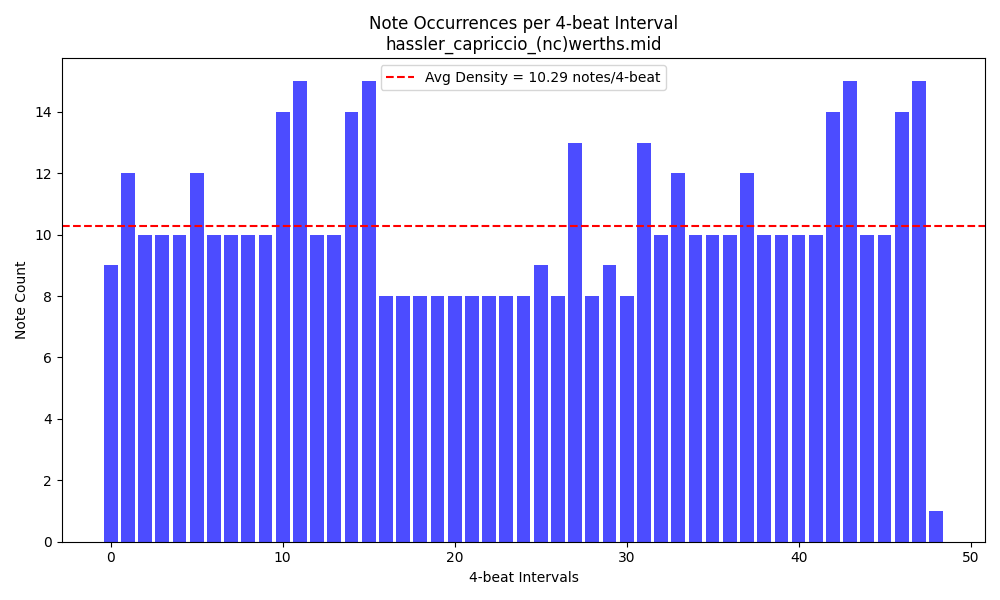 Note Occurrences per 4-beat Interval
hassler_capriccio_(nc)werths.mid
Avg Density = 10.29 notes/4-beat
Note Count
14
12
10
8
6
4
2
0
0 10 20 30 40 50
4-beat Intervals